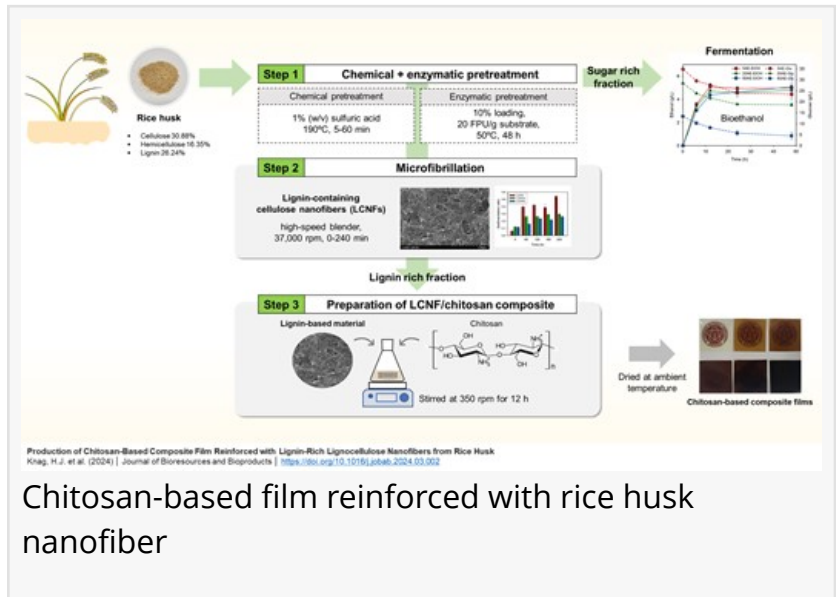 Rice husk
• Cellulose 30.88%
• Hemicellulose 16.35%
• Lignin 26.24%
Step 1
Chemical + enzymatic pretreatment
Chemical pretreatment
1% (w/v) sulfuric acid
190ºC, 5-60 min
Enzymatic pretreatment
10% loading,
20 FPU/g substrate,
50ºC, 48 h
Sugar rich
fraction
Fermentation
Bioethanol
Time (h)
Step 2
Microfibrillation
Lignin-containing
cellulose nanofibers (LCNFs)
high-speed blender,
37,000 rpm, 0-240 min
Lignin rich fraction
Step 3
Preparation of LCNF/chitosan composite
Lignin-based material
Chitosan
Stirred at 350 rpm for 12 h
Dried at ambient
temperature
Chitosan-based composite films
Production of Chitosan-Based Composite Film Reinforced with Lignin-Rich Lignocellulose Nanofibers from Rice Husk
Knag, H.J. et al. (2024) | Journal of Bioresources and Bioproducts | https://doi.org/10.1016/j.jobab.2024.03.002
Chitosan-based film reinforced with rice husk
nanofiber